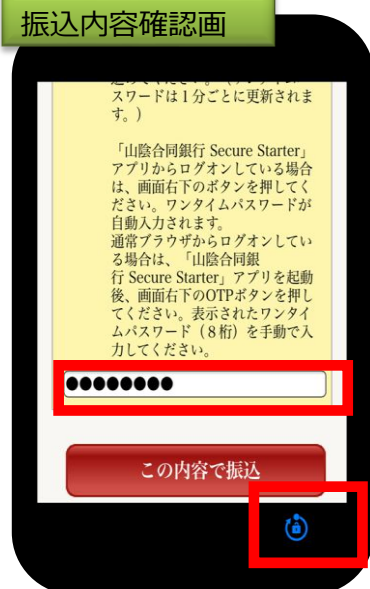 振込内容確認画
スワードは１分ごとに更新されま
す。）
「山陰合同銀行 Secure Starter」
アプリからログオンしている場合
は、画面右下のボタンを押してく
ださい。ワンタイムパスワードが
自動入力されます。
通常ブラウザからログオンしてい
る場合は、「山陰合同銀
行 Secure Starter」アプリを起動
後、画面右下のOTPボタンを押し
てください。表示されたワンタイ
ムパスワード（８桁）を手動で入
力してください。
●●●●●●●●
この内容で振込